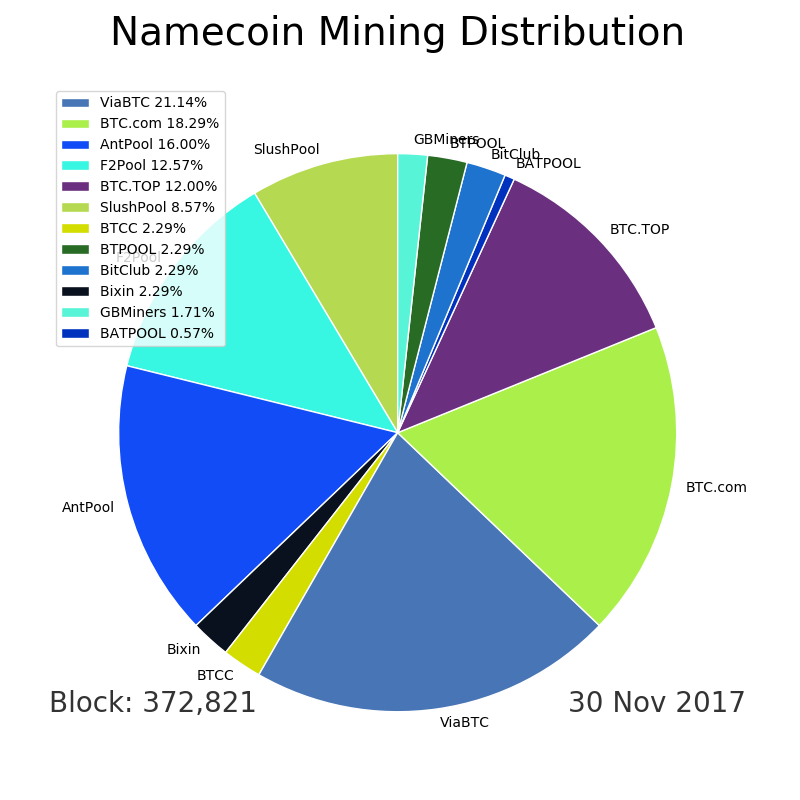 Namecoin Mining Distribution
ViaBTC 21.14%
BTC.com 18.29%
AntPool 16.00%
F2Pool 12.57%
BTC.TOP 12.00%
SlushPool 8.57%
BTCC 2.29%
BTPOOL 2.29%
BitClub 2.29%
Bixin 2.29%
GBMiners 1.71%
BATPOOL 0.57%
GBMiners
BTPOOL
BitClub
BATPOOL
SlushPool
BTC.TOP
F2Pool
BTC.com
AntPool
Bixin
BTCC
ViaBTC
Block: 372,821
30 Nov 2017